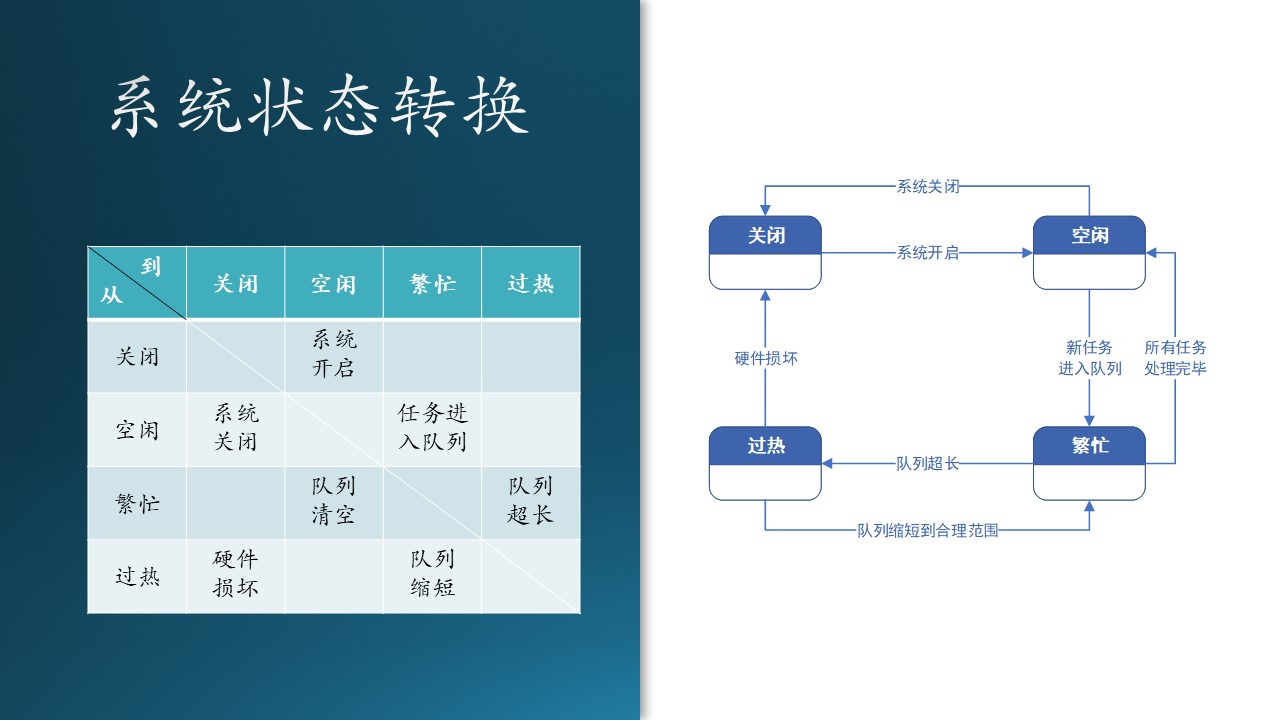 系统状态转换
到
从
关闭
空闲
繁忙
过热
关闭
系统
开启
空闲
系统
关闭
任务进
入队列
繁忙
队列
清空
队列
超长
过热
硬件
损坏
队列
缩短
系统关闭
关闭
空闲
系统开启
硬件损坏
新任务
进入队列
所有任务
处理完毕
过热
繁忙
队列超长
队列缩短到合理范围